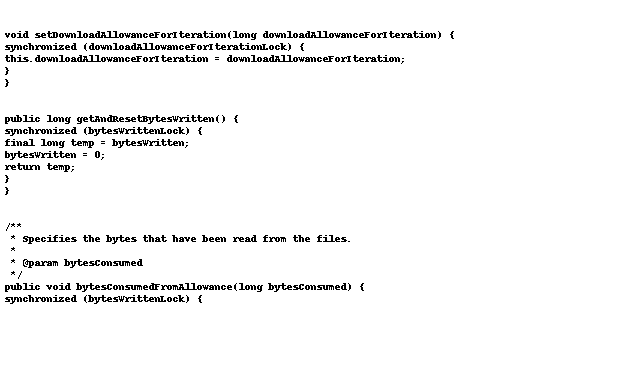 void setDownloadAllowanceForIteration(long downloadAllowanceForIteration) {
synchronized (downloadAllowanceForIterationLock) {
this.downloadAllowanceForIteration = downloadAllowanceForIteration;
}
}
public long getAndResetBytesWritten() {
synchronized (bytesWrittenLock) {
final long temp = bytesWritten;
bytesWritten = 0;
return temp;
}
}
/**
* Specifies the bytes that have been read from the files.
*
* @param bytesConsumed
*/
public void bytesConsumedFromAllowance(long bytesConsumed) {
synchronized (bytesWrittenLock) {